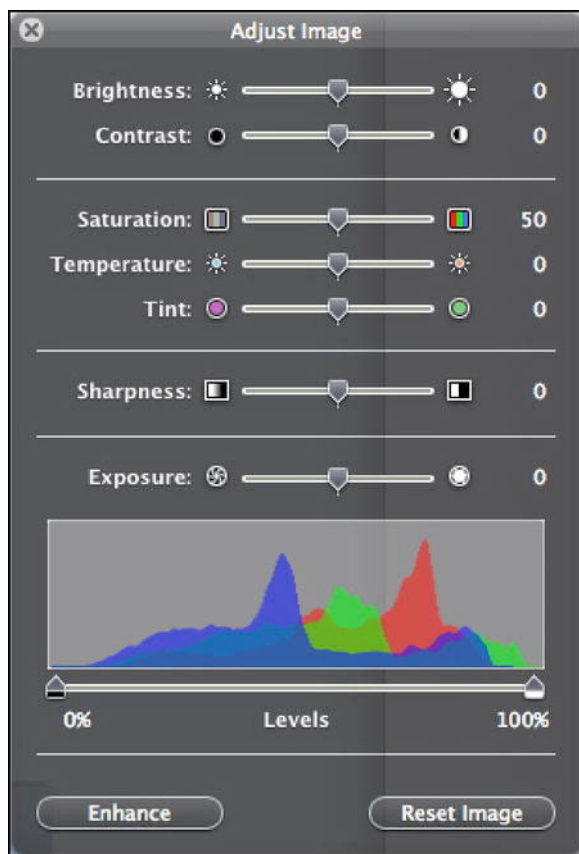 Adjust Image
Brightness: 0
Contrast: 0
Saturation: 50
Temperature: 0
Tint: 0
Sharpness: 0
Exposure: 0
0% Levels 100%
Enhance Reset Image